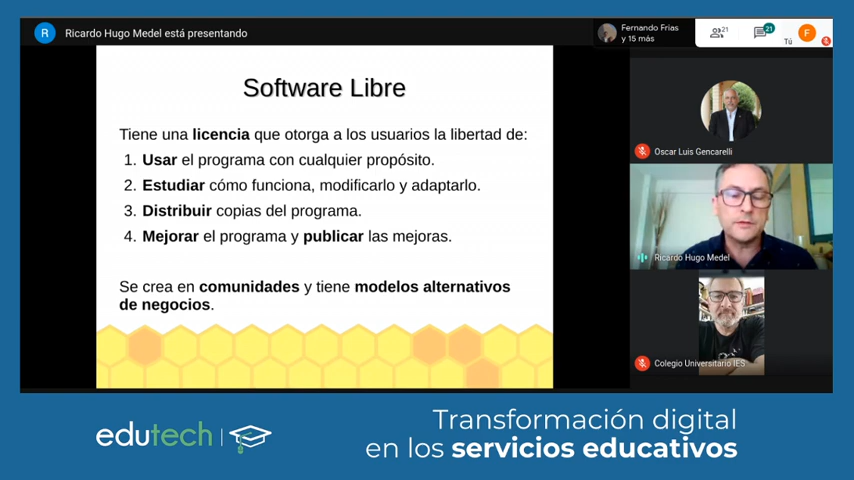 R Ricardo Hugo Medel está presentando
Fernando Frias
y 15 más
21
21
Tú
F
Software Libre
Tiene una licencia que otorga a los usuarios la libertad de:
1. Usar el programa con cualquier propósito.
2. Estudiar cómo funciona, modificarlo y adaptarlo.
3. Distribuir copias del programa.
4. Mejorar el programa y publicar las mejoras.
Se crea en comunidades y tiene modelos alternativos
de negocios.
Oscar Luis Gencarelli
Ricardo Hugo Medel
Colegio Universitario IES
edutech
Transformación digital
en los servicios educativos